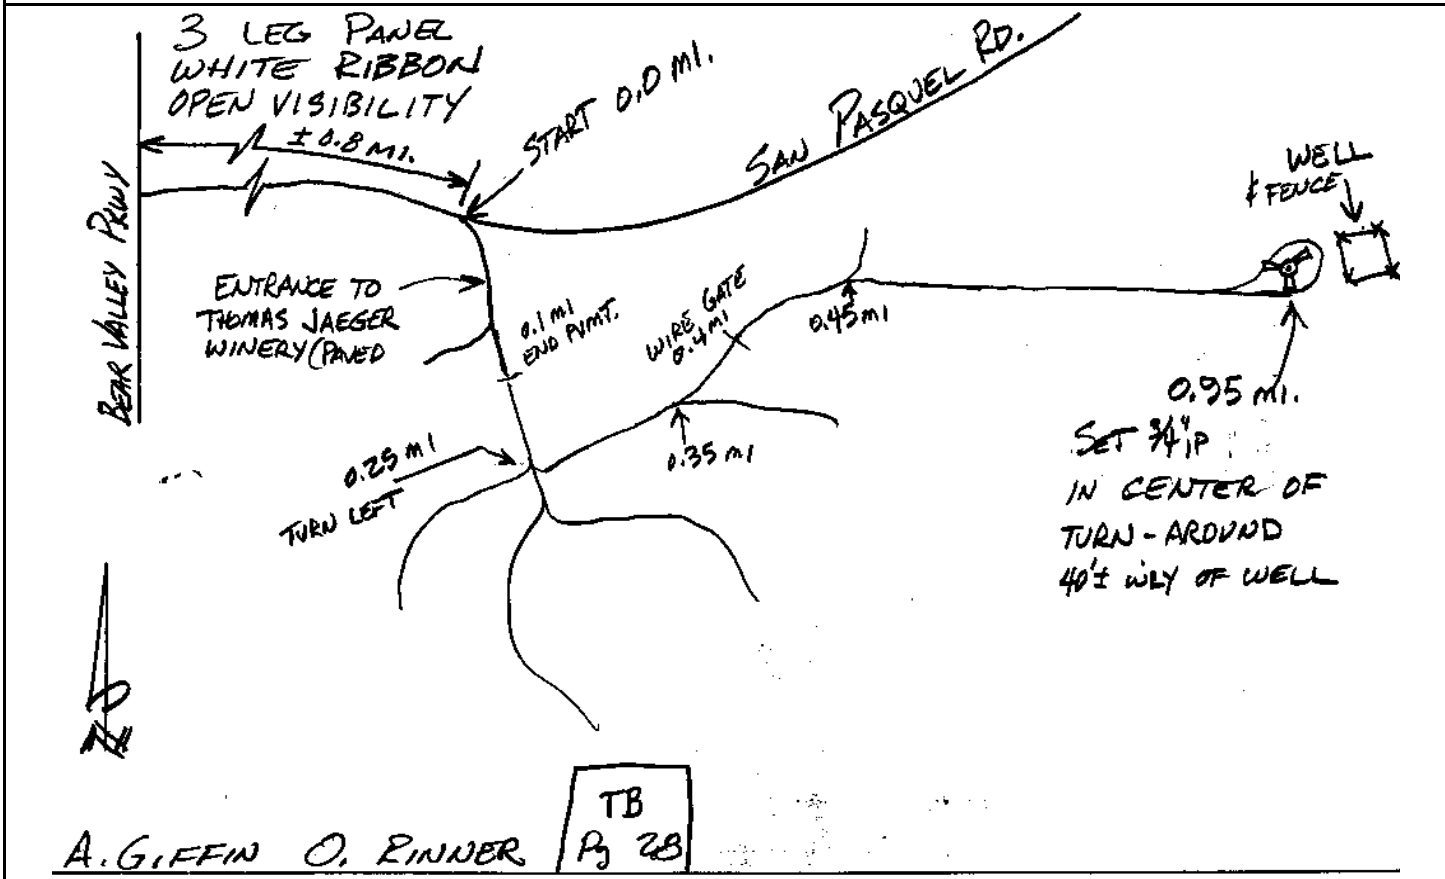 3 LEG PANEL
WHITE RIBBON
OPEN VISIBILITY
± 0.8 MI.
START 0.0 MI.
SAN PASQUEL RD.
BEAR VALLEY PKWY
WELL
& FENCE
ENTRANCE TO
THOMAS JAEGER
WINERY (PAVED
0.1 MI
END PVMT.
WIRE GATE
0.4 MI
0.45 MI
0.95 MI.
0.25 MI
TURN LEFT
0.35 MI
SET 3/4" IP
IN CENTER OF
TURN-AROUND
40'± W'LY OF WELL
N
TB
Pg 28
A. GIFFIN O. RINNER